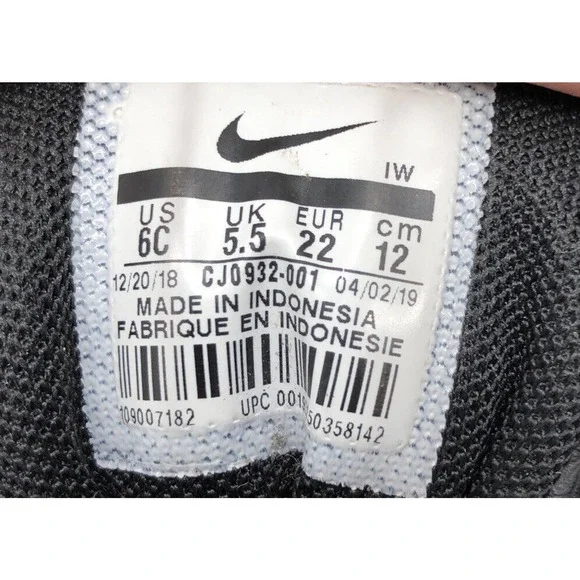 IW
US UK EUR cm
6C 5.5 22 12
12/20/18 CJ0932-001 04/02/19
MADE IN INDONESIA
FABRIQUE EN INDONESIE
109007182
UPC
50358142